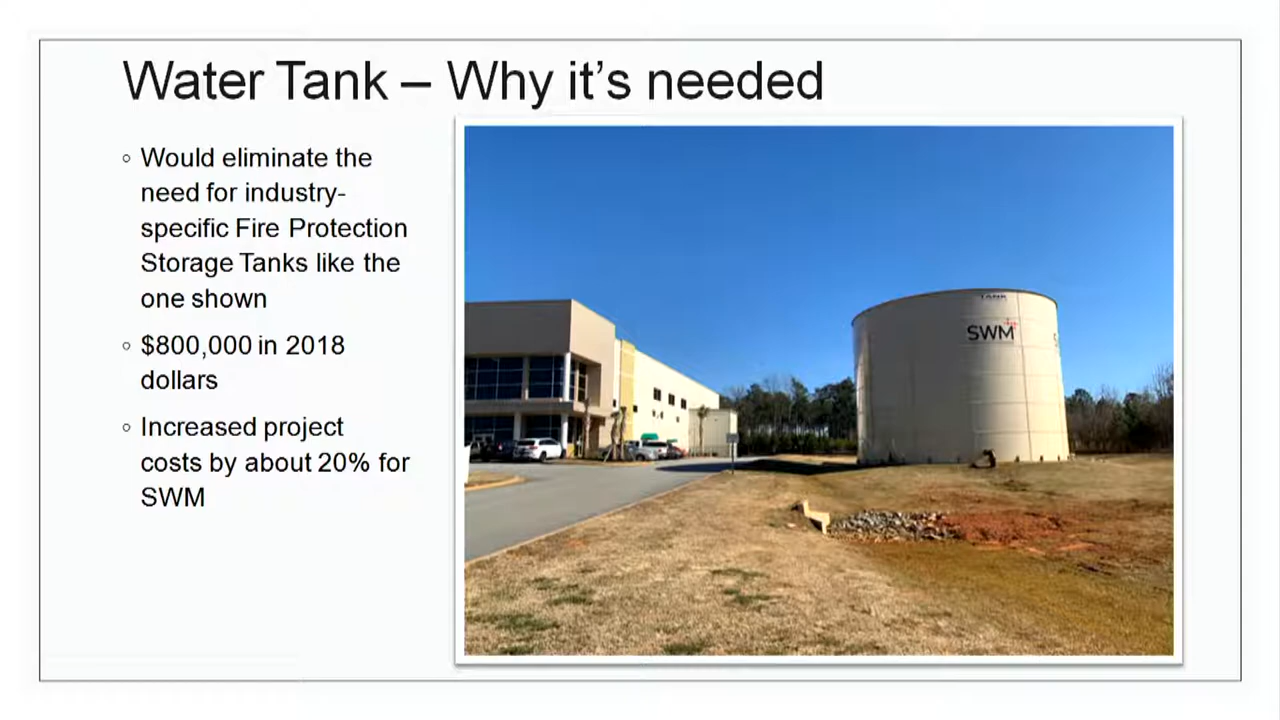 Water Tank – Why it’s needed
Would eliminate the
need for industry-
specific Fire Protection
Storage Tanks like the
one shown
$800,000 in 2018
dollars
Increased project
costs by about 20% for
SWM
TANK
SWM